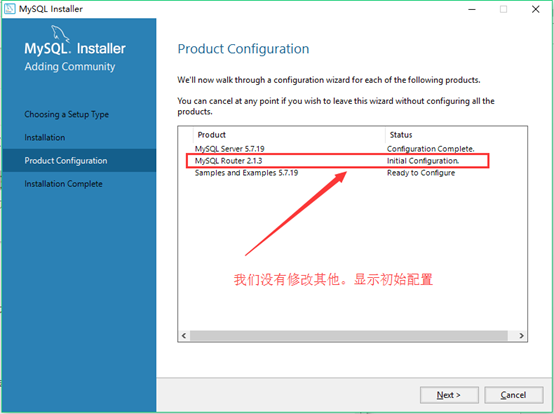 MySQL Installer
MySQL. Installer
Adding Community
Choosing a Setup Type
Installation
Product Configuration
Installation Complete
Product Configuration
We'll now walk through a configuration wizard for each of the following products.
You can cancel at any point if you wish to leave this wizard without configuring all the
products.
Product Status
MySQL Server 5.7.19 Configuration Complete.
MySQL Router 2.1.3 Initial Configuration.
Samples and Examples 5.7.19 Ready to Configure
我们没有修改其他。显示初始配置
Next >
Cancel